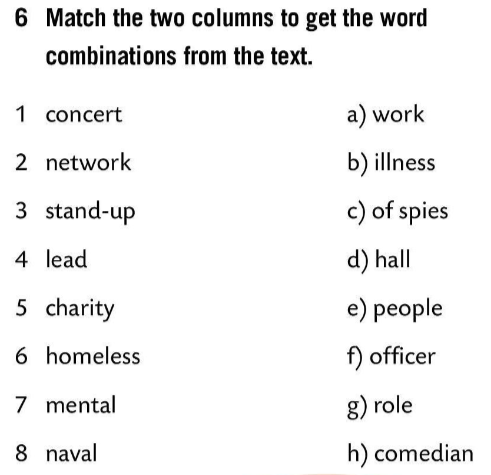 6 Match the two columns to get the word
combinations from the text.
1 concert a) work
2 network b) illness
3 stand-up c) of spies
4 lead d) hall
5 charity e) people
6 homeless f) officer
7 mental g) role
8 naval h) comedian